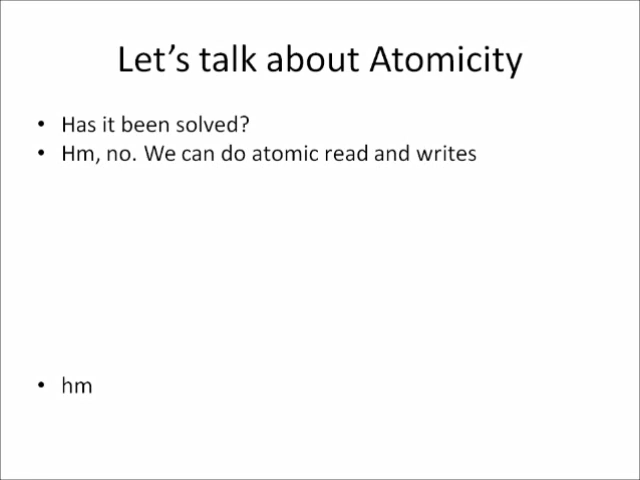 Let's talk about Atomicity
• Has it been solved?
• Hm, no. We can do atomic read and writes
• hm